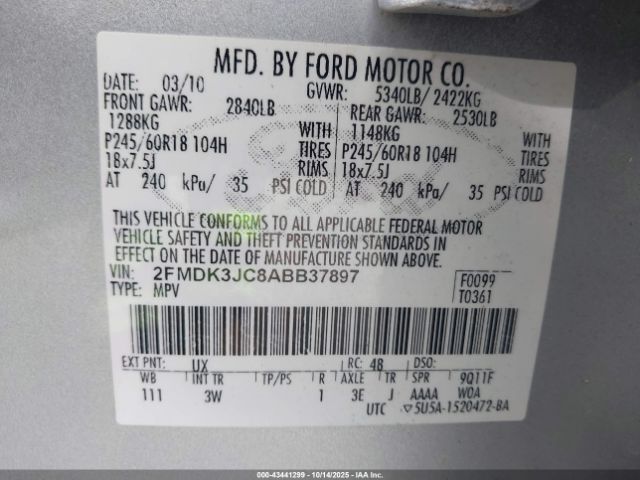 MFD. BY FORD MOTOR CO.
DATE: 03/10 GVWR: 5340LB/ 2422KG
FRONT GAWR: 2840LB REAR GAWR: 2530LB
1288KG WITH 1148KG WITH
P245/60R18 104H TIRES P245/60R18 104H TIRES
18x7.5J RIMS 18x7.5J RIMS
AT 240 kPa/ 35 PSI COLD AT 240 kPa/ 35 PSI COLD
THIS VEHICLE CONFORMS TO ALL APPLICABLE FEDERAL MOTOR
VEHICLE SAFETY AND THEFT PREVENTION STANDARDS IN
EFFECT ON THE DATE OF MANUFACTURE SHOWN ABOVE.
VIN: 2FMDK3JC8ABB37897 F0099
TYPE: MPV T0361
EXT PNT: UX RC: 48 DSO:
WB INT TR TP/PS R AXLE TR SPR 9Q11F
111 3W 1 3E J AAAA W0A
UTC ▽5U5A-1520472-BA
000-43441299 | 10/14/2025 | IAAI.COM